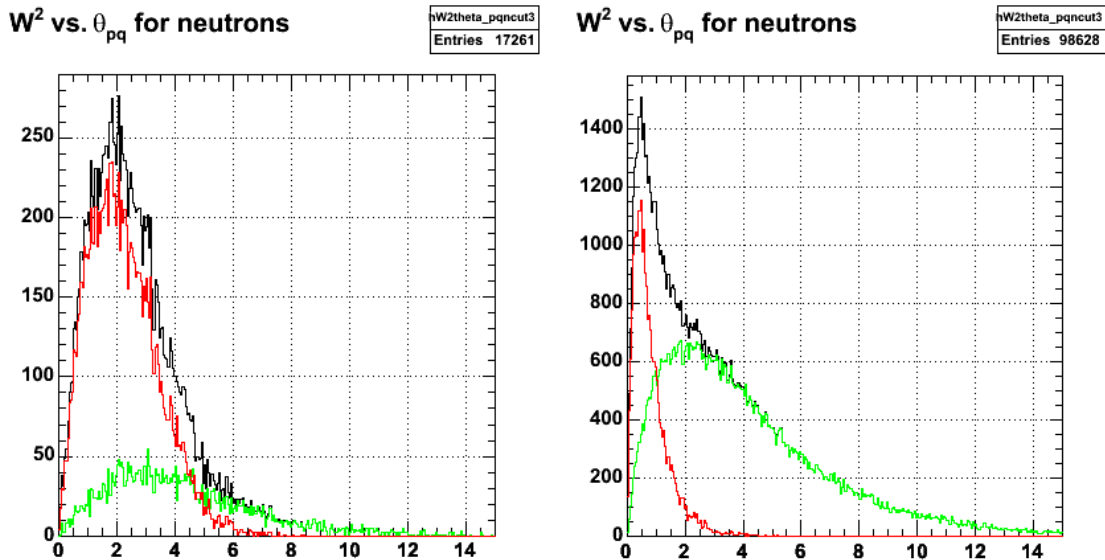 W² vs. θpq for neutrons
hW2theta_pqncut3
Entries 17261
250
200
150
100
50
0
0 2 4 6 8 10 12 14
W² vs. θpq for neutrons
hW2theta_pqncut3
Entries 98628
1400
1200
1000
800
600
400
200
0
0 2 4 6 8 10 12 14